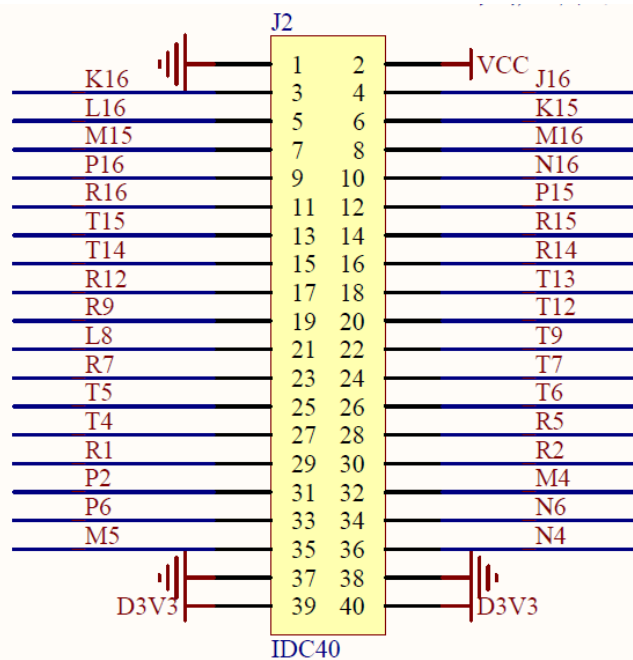 J2
1 2 VCC
K16 3 4 J16
L16 5 6 K15
M15 7 8 M16
P16 9 10 N16
R16 11 12 P15
T15 13 14 R15
T14 15 16 R14
R12 17 18 T13
R9 19 20 T12
L8 21 22 T9
R7 23 24 T7
T5 25 26 T6
T4 27 28 R5
R1 29 30 R2
P2 31 32 M4
P6 33 34 N6
M5 35 36 N4
37 38
D3V3 39 40 D3V3
IDC40